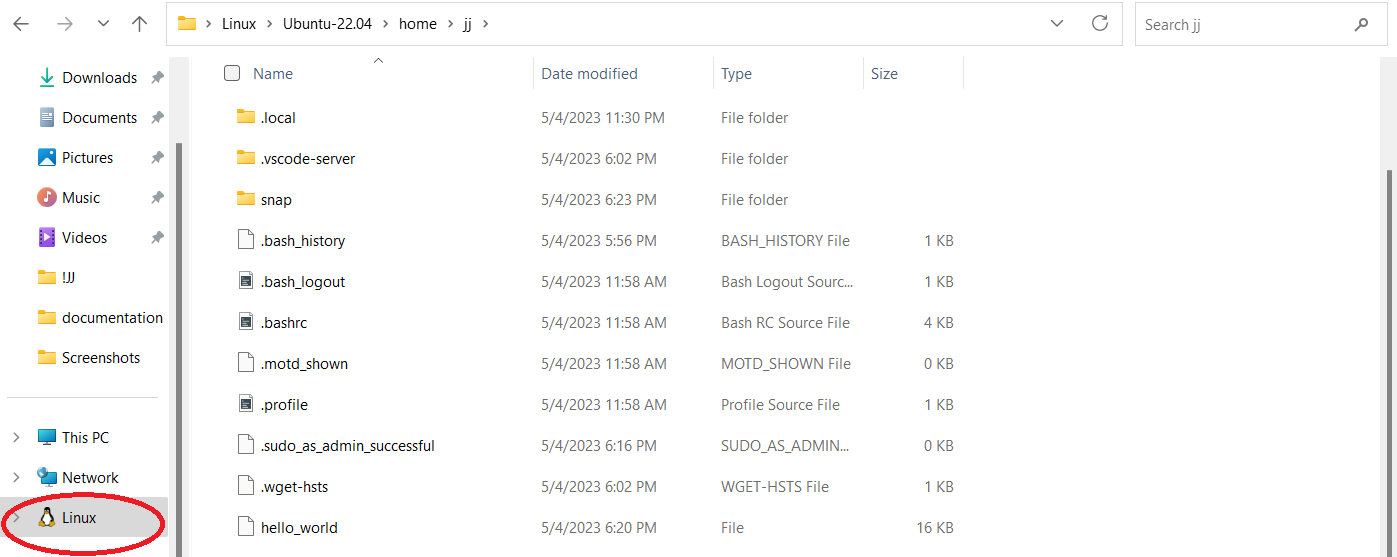 Linux Ubuntu-22.04 home jj Search jj
Name Date modified Type Size
Downloads
Documents
Pictures
Music
Videos
!JJ
documentation
Screenshots
This PC
Network
Linux
.local 5/4/2023 11:30 PM File folder
.vscode-server 5/4/2023 6:02 PM File folder
snap 5/4/2023 6:23 PM File folder
.bash_history 5/4/2023 5:56 PM BASH_HISTORY File 1 KB
.bash_logout 5/4/2023 11:58 AM Bash Logout Sourc... 1 KB
.bashrc 5/4/2023 11:58 AM Bash RC Source File 4 KB
.motd_shown 5/4/2023 11:58 AM MOTD_SHOWN File 0 KB
.profile 5/4/2023 11:58 AM Profile Source File 1 KB
.sudo_as_admin_successful 5/4/2023 6:16 PM SUDO_AS_ADMIN... 0 KB
.wget-hsts 5/4/2023 6:02 PM WGET-HSTS File 1 KB
hello_world 5/4/2023 6:20 PM File 16 KB